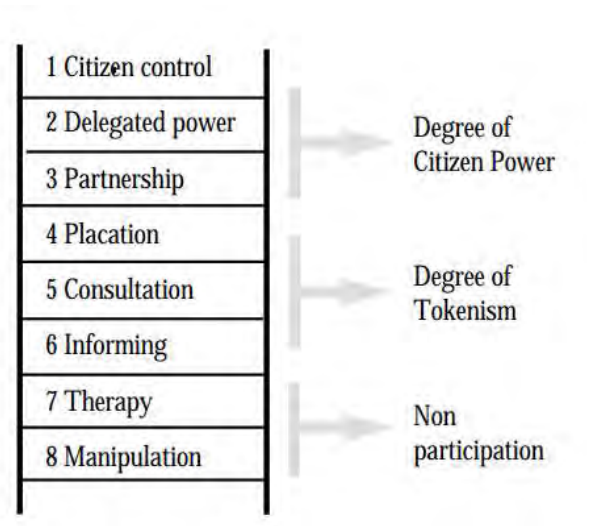 1 Citizen control
2 Delegated power
3 Partnership
4 Placation
5 Consultation
6 Informing
7 Therapy
8 Manipulation
Degree of
Citizen Power
Degree of
Tokenism
Non
participation